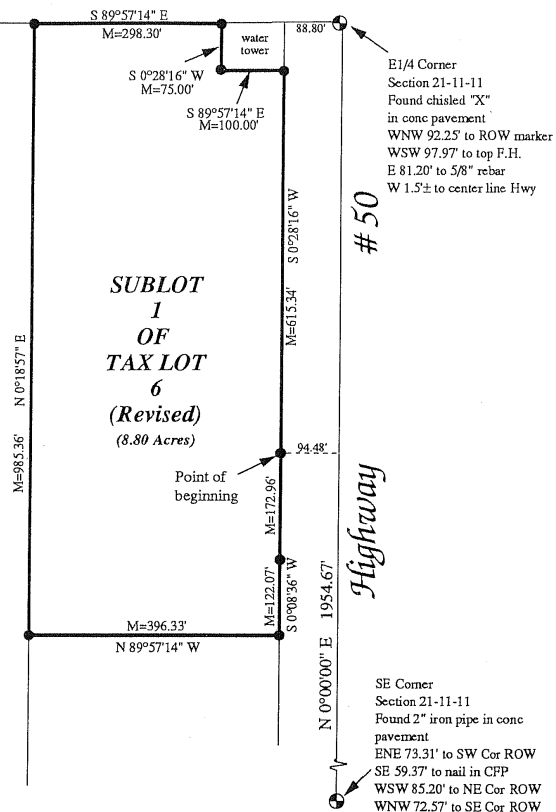 S 89°57'14" E
M=298.30'
water
tower
88.80'
S 0°28'16" W
M=75.00'
S 89°57'14" E
M=100.00'
E1/4 Corner
Section 21-11-11
Found chisled "X"
in conc pavement
WNW 92.25' to ROW marker
WSW 97.97' to top F.H.
E 81.20' to 5/8" rebar
W 1.5'± to center line Hwy
# 50
S 0°28'16" W
M=615.34'
SUBLOT
1
OF
TAX LOT
6
(Revised)
(8.80 Acres)
N 0°18'57" E
M=985.36'
94.48'
Point of
beginning
M=172.96'
Highway
M=122.07'
S 0°08'36" W
N 0°00'00" E 1954.67'
M=396.33'
N 89°57'14" W
SE Corner
Section 21-11-11
Found 2" iron pipe in conc
pavement
ENE 73.31' to SW Cor ROW
SE 59.37' to nail in CFP
WSW 85.20' to NE Cor ROW
WNW 72.57' to SE Cor ROW